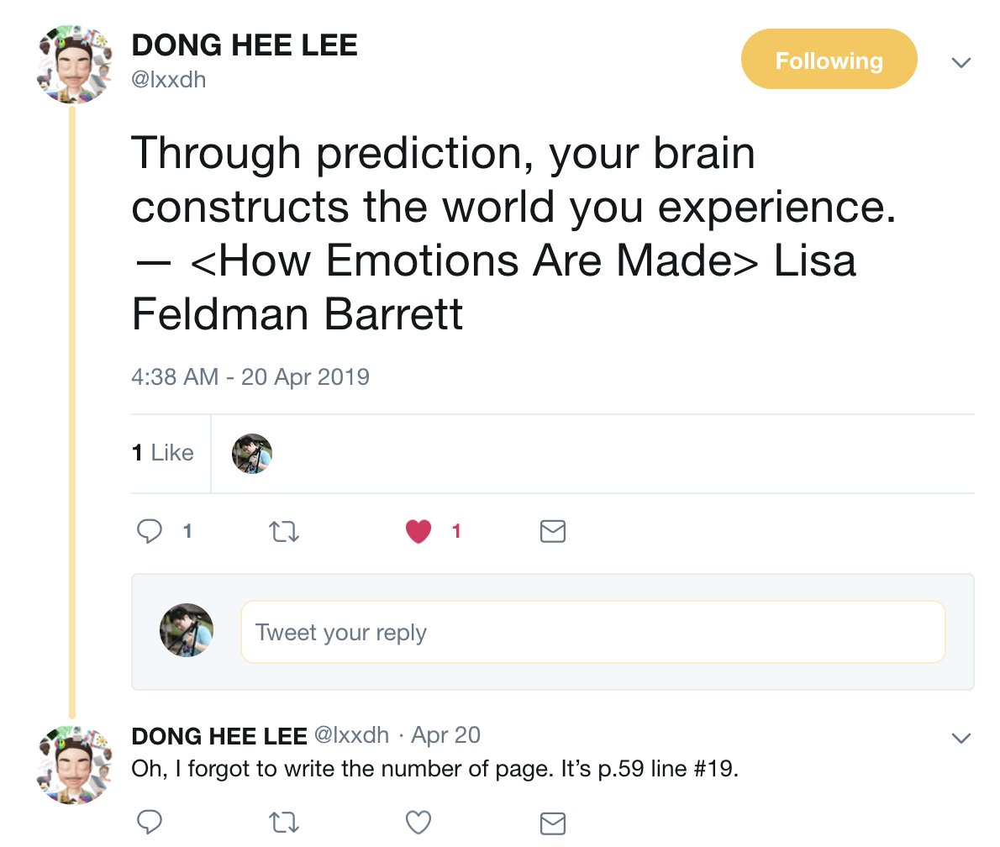 DONG HEE LEE
@lxxdh
Following
Through prediction, your brain
constructs the world you experience.
— <How Emotions Are Made> Lisa
Feldman Barrett
4:38 AM - 20 Apr 2019
1 Like
1
1
Tweet your reply
DONG HEE LEE @lxxdh · Apr 20
Oh, I forgot to write the number of page. It’s p.59 line #19.